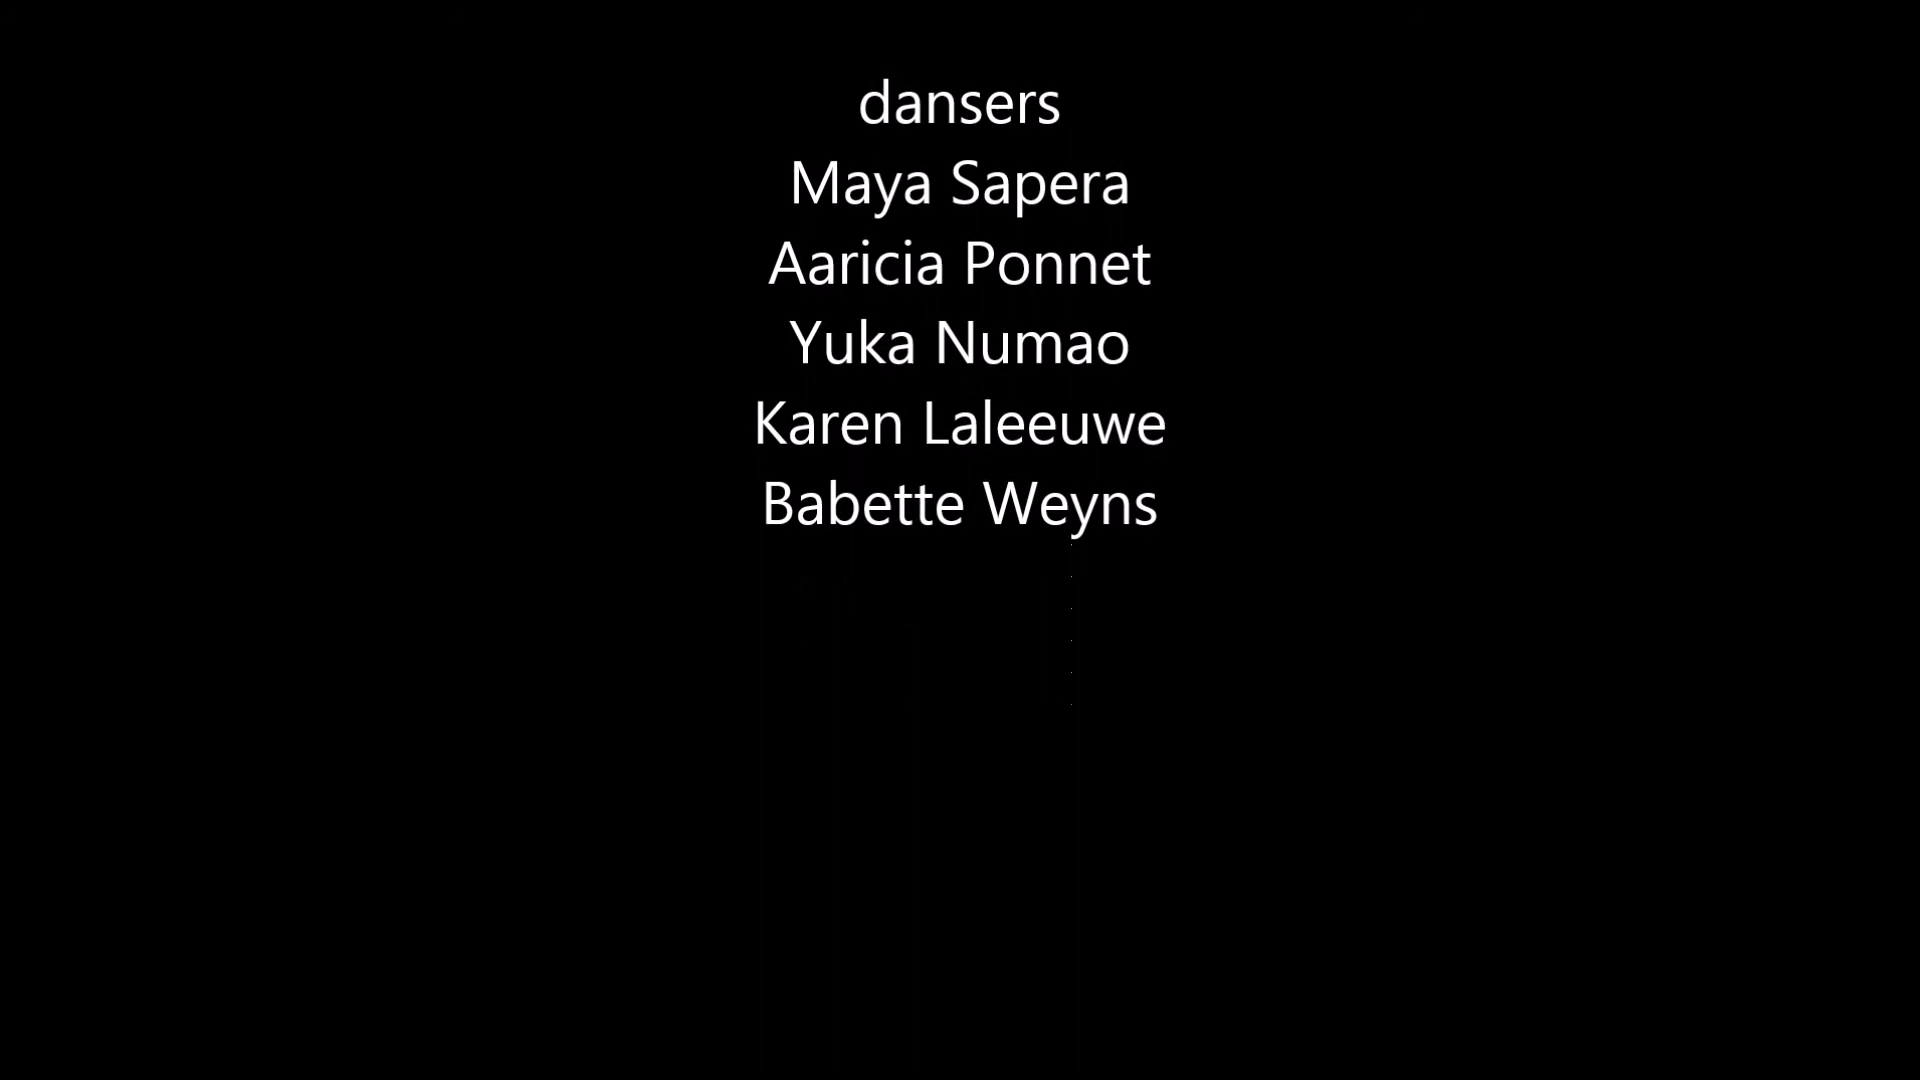 dansers
Maya Sapera
Aaricia Ponnet
Yuka Numao
Karen Laleeuwe
Babette Weyns